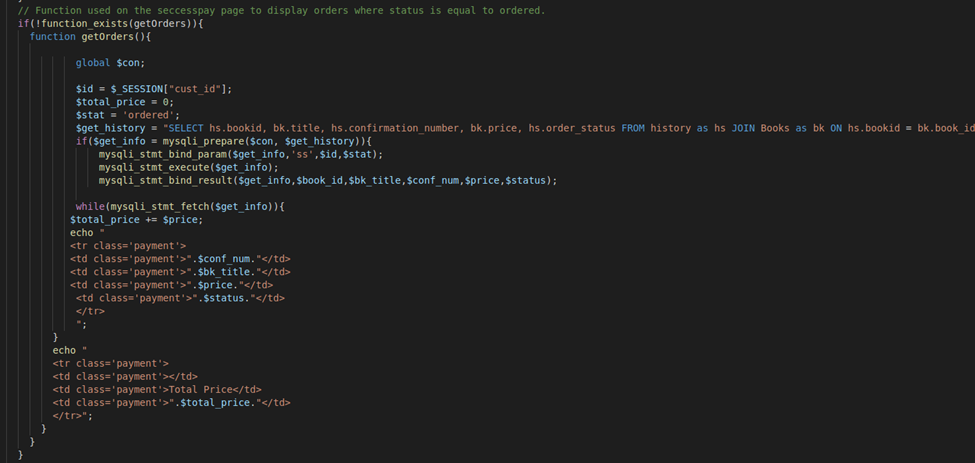 // Function used on the seccesspay page to display orders where status is equal to ordered.
if(!function_exists(getOrders)){
function getOrders(){
global $con;
$id = $_SESSION["cust_id"];
$total_price = 0;
$stat = 'ordered';
$get_history = "SELECT hs.bookid, bk.title, hs.confirmation_number, bk.price, hs.order_status FROM history as hs JOIN Books as bk ON hs.bookid = bk.book_id
if($get_info = mysqli_prepare($con, $get_history)){
mysqli_stmt_bind_param($get_info,'ss',$id,$stat);
mysqli_stmt_execute($get_info);
mysqli_stmt_bind_result($get_info,$book_id,$bk_title,$conf_num,$price,$status);
while(mysqli_stmt_fetch($get_info)){
$total_price += $price;
echo "
<tr class='payment'>
<td class='payment'>".$conf_num."</td>
<td class='payment'>".$bk_title."</td>
<td class='payment'>".$price."</td>
<td class='payment'>".$status."</td>
</tr>
";
}
echo "
<tr class='payment'>
<td class='payment'></td>
<td class='payment'>Total Price</td>
<td class='payment'>".$total_price."</td>
</tr>";
}
}
}